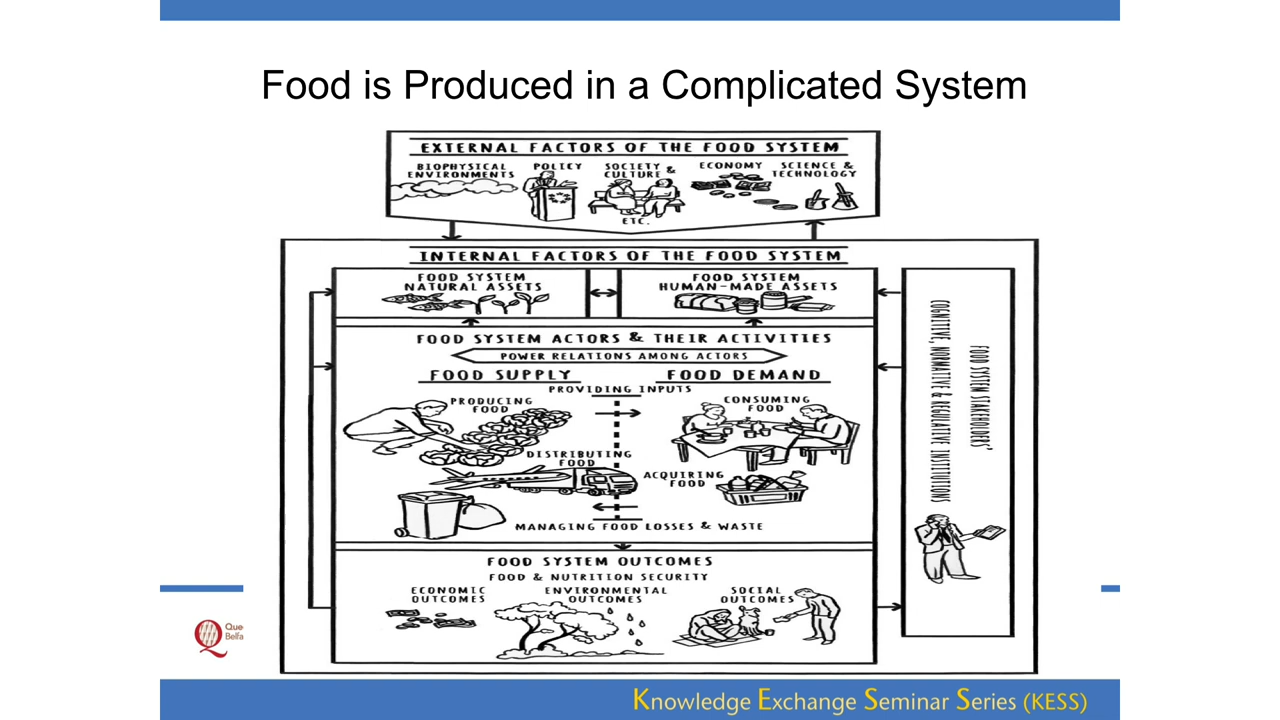 Food is Produced in a Complicated System
EXTERNAL FACTORS OF THE FOOD SYSTEM
BIOPHYSICAL
ENVIRONMENTS
POLICY
SOCIETY &
CULTURE
ECONOMY
SCIENCE &
TECHNOLOGY
ETC.
INTERNAL FACTORS OF THE FOOD SYSTEM
FOOD SYSTEM
NATURAL ASSETS
FOOD SYSTEM
HUMAN-MADE ASSETS
FOOD SYSTEM ACTORS & THEIR ACTIVITIES
POWER RELATIONS AMONG ACTORS
FOOD SUPPLY
FOOD DEMAND
PROVIDING INPUTS
PRODUCING
FOOD
CONSUMING
FOOD
DISTRIBUTING
FOOD
ACQUIRING
FOOD
MANAGING FOOD LOSSES & WASTE
FOOD SYSTEM OUTCOMES
FOOD & NUTRITION SECURITY
ECONOMIC
OUTCOMES
ENVIRONMENTAL
OUTCOMES
SOCIAL
OUTCOMES
FOOD SYSTEM STAKEHOLDERS'
COGNITIVE, NORMATIVE & REGULATIVE INSTITUTIONS
Que
Belfa
Knowledge Exchange Seminar Series (KESS)